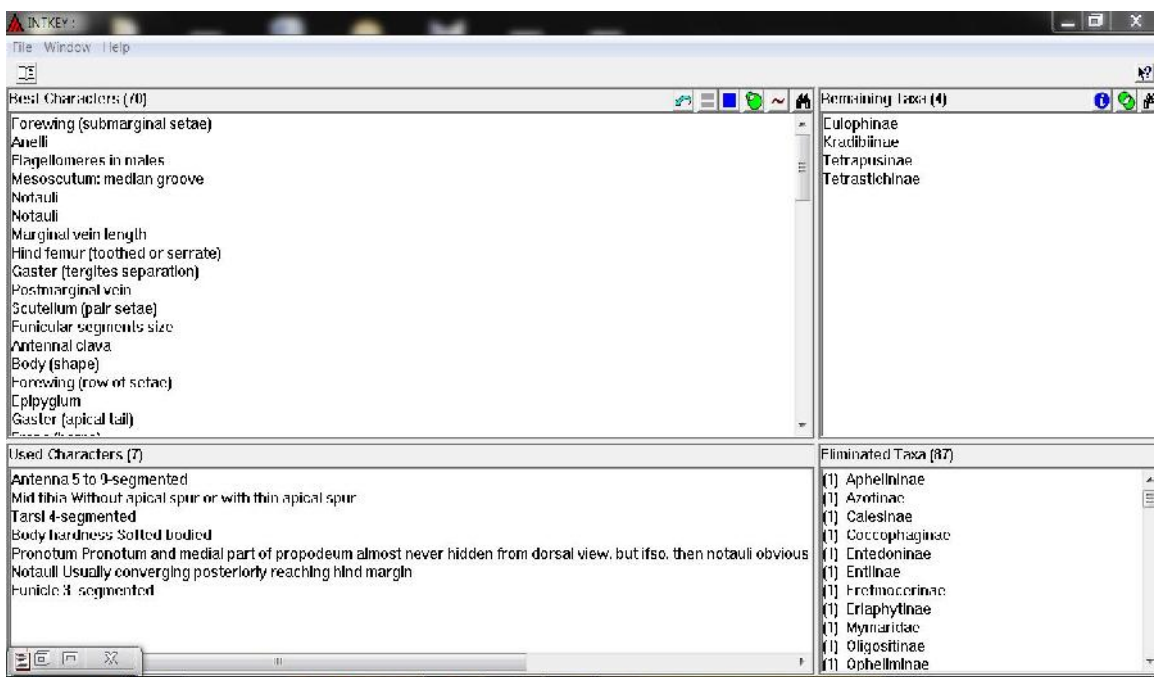 INTKEY :
File Window Help
Best Characters (70)
Forewing (submarginal setae)
Anelli
Flagellomeres in males
Mesoscutum: median groove
Notauli
Notauli
Marginal vein length
Hind femur (toothed or serrate)
Gaster (tergites separation)
Postmarginal vein
Scutellum (pair setae)
Funicular segments size
Antennal clava
Body (shape)
Forewing (row of setae)
Epipygium
Gaster (apical tail)
Remaining Taxa (4)
Eulophinae
Kradibiinae
Tetrapusinae
Tetrastichinae
Used Characters (7)
Antenna 5 to 9-segmented
Mid tibia Without apical spur or with thin apical spur
Tarsi 4-segmented
Body hardness Softed bodied
Pronotum Pronotum and medial part of propodeum almost never hidden from dorsal view, but ifso, then notauli obvious
Notauli Usually converging posteriorly reaching hind margin
Funicle 3-segmented
Eliminated Taxa (87)
(1) Aphelininae
(1) Azotinae
(1) Calesinae
(1) Coccophaginae
(1) Entedoninae
(1) Entiinae
(1) Eretmocerinae
(1) Eriaphytinae
(1) Mymaridae
(1) Oligositinae
(1) Opheliminae